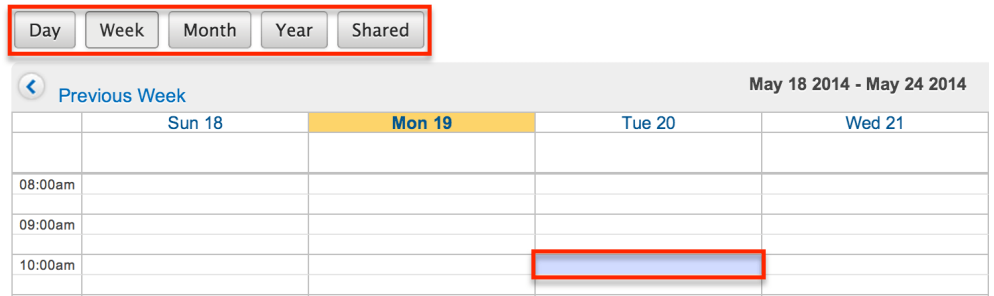 Day Week Month Year Shared
Previous Week May 18 2014 - May 24 2014
Sun 18 Mon 19 Tue 20 Wed 21
08:00am
09:00am
10:00am